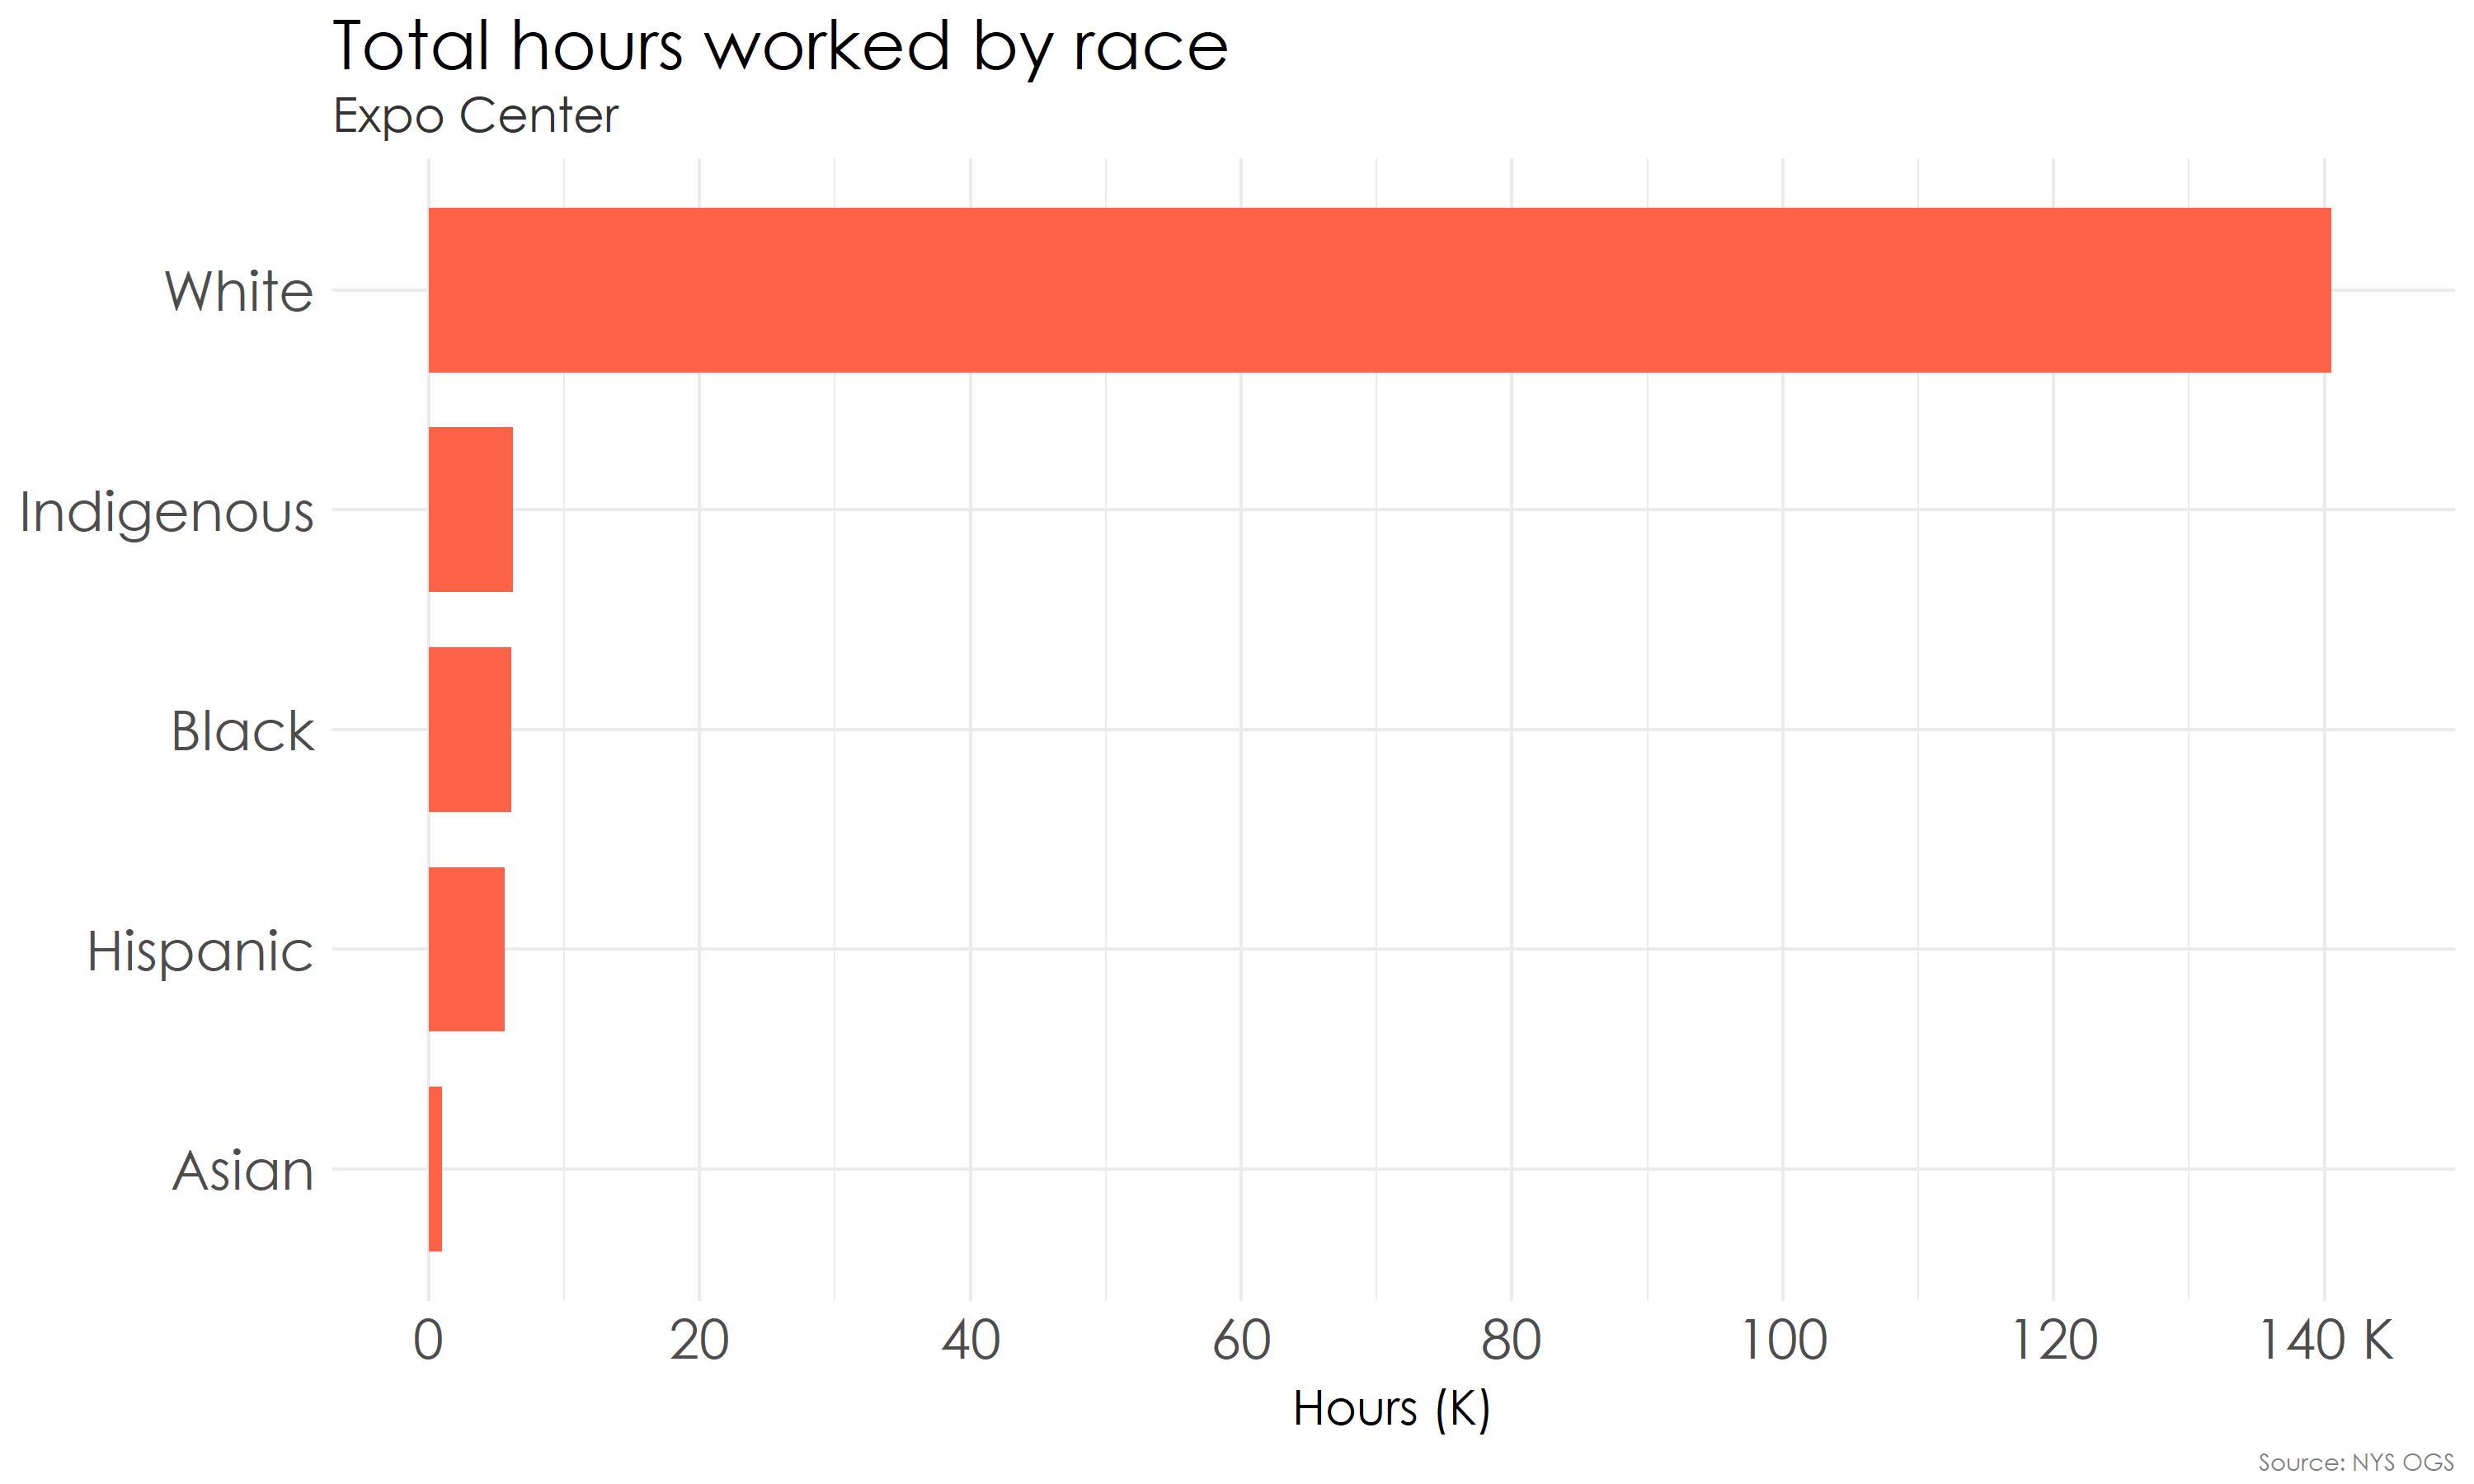 Total hours worked by race
Expo Center
White
Indigenous
Black
Hispanic
Asian
0 20 40 60 80 100 120 140 K
Hours (K)
Source: NYS OGS